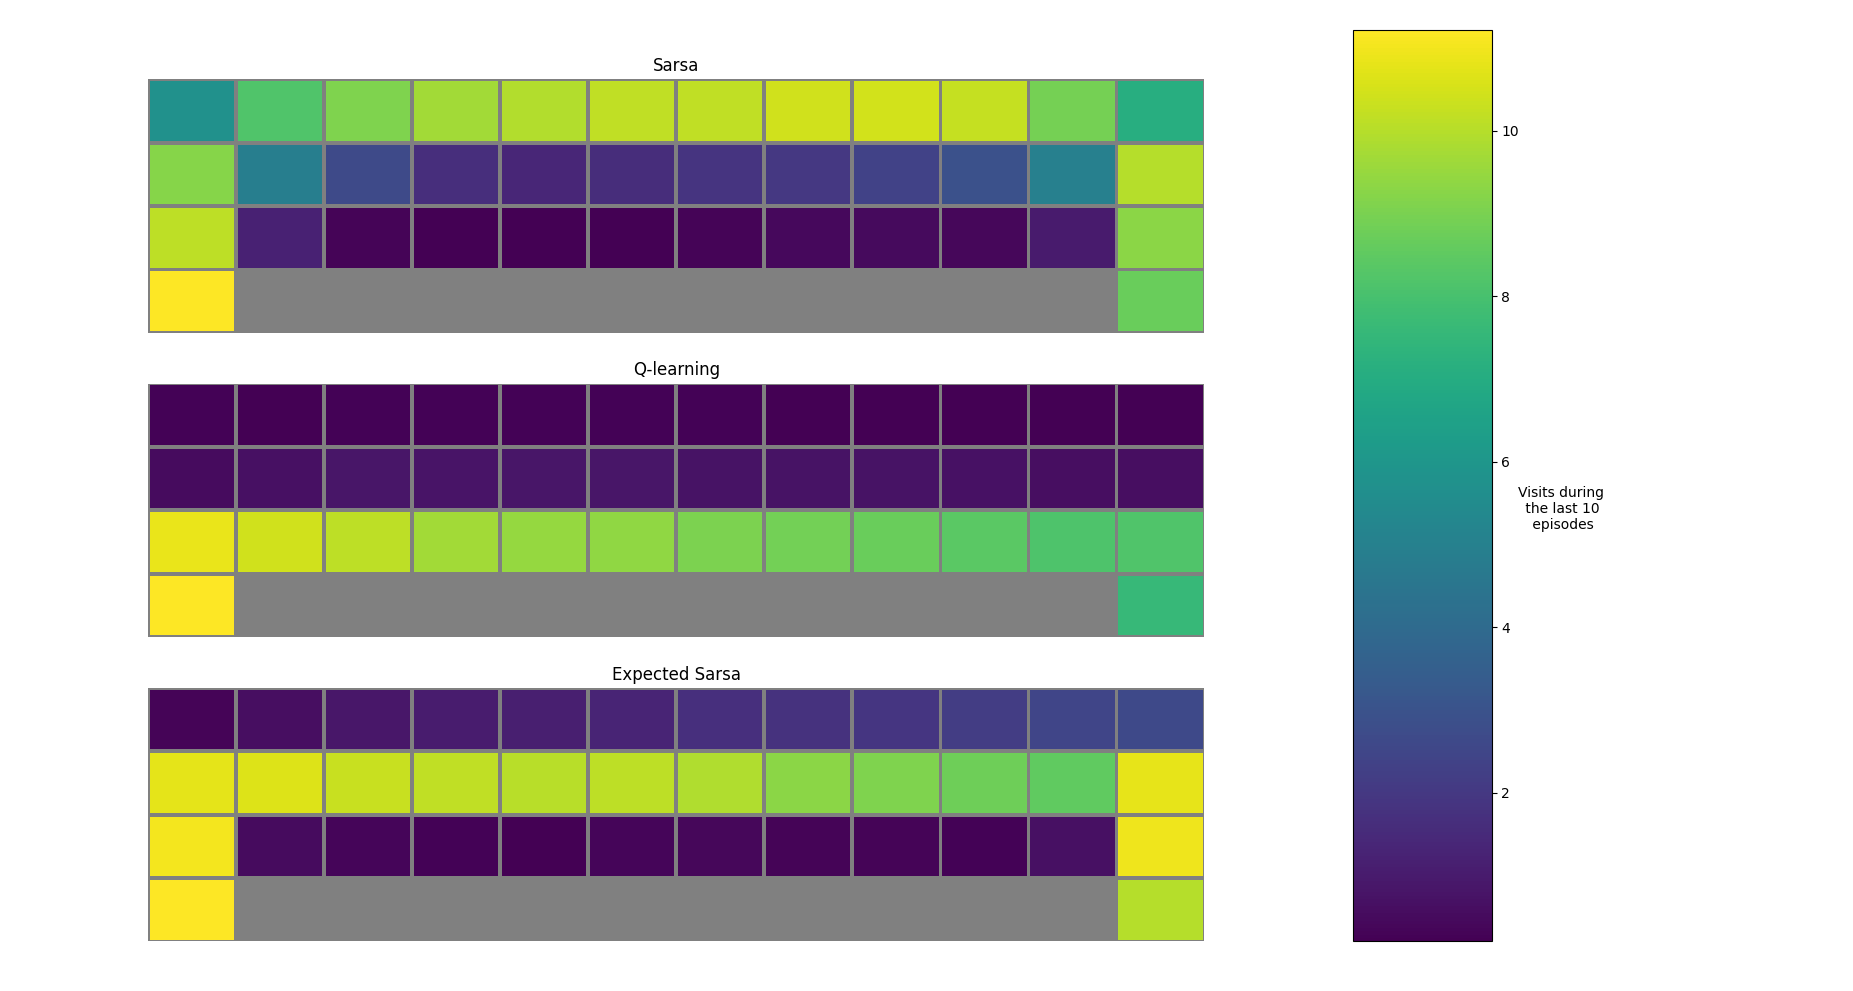 Sarsa
Q-learning
Expected Sarsa
10
8
6
4
2
Visits during
the last 10
episodes